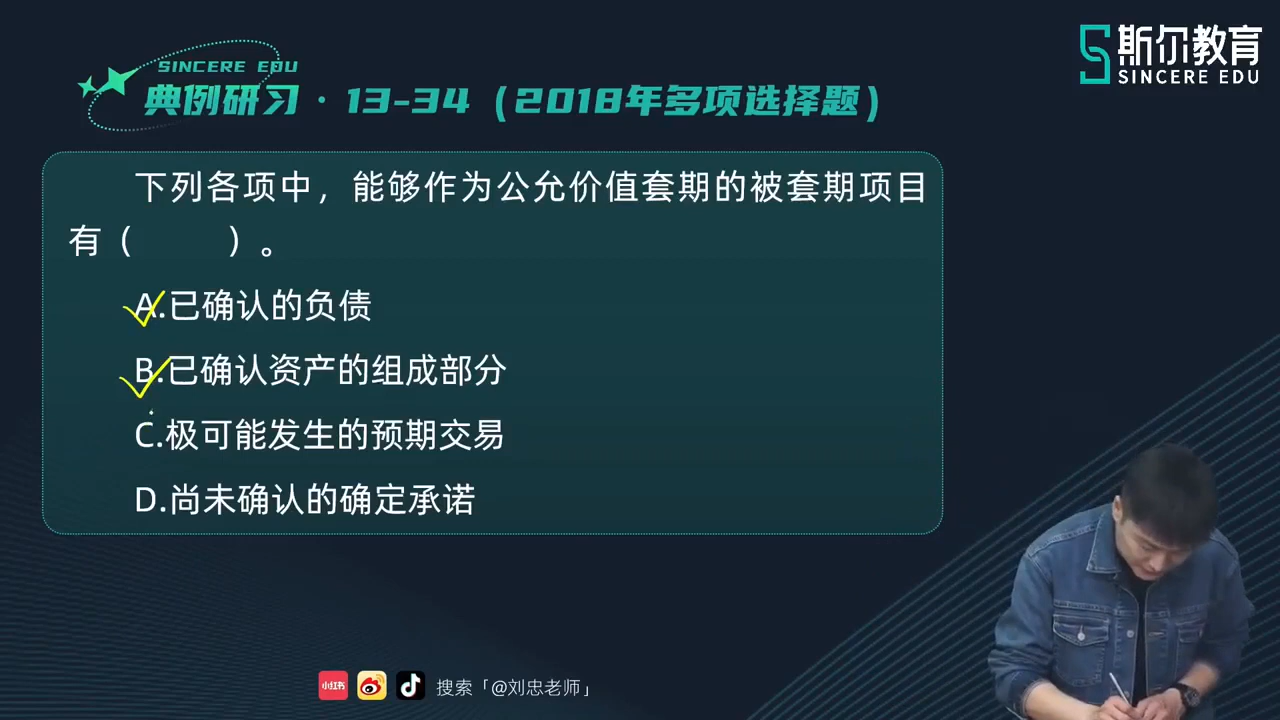 斯尔教育
SINCERE EDU
SINCERE EDU
典例研习·13-34（2018年多项选择题）
下列各项中，能够作为公允价值套期的被套期项目
有（　　）。
A.已确认的负债
B.已确认资产的组成部分
C.极可能发生的预期交易
D.尚未确认的确定承诺
小红书
搜索「@刘忠老师」